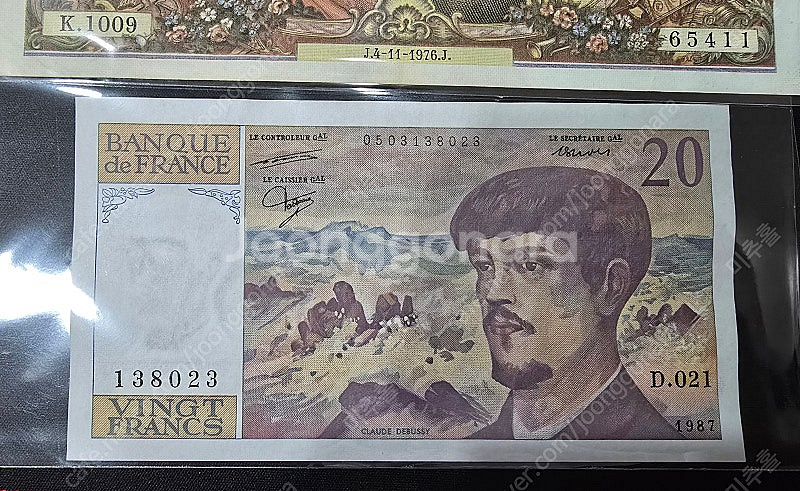 K.1009
J.4-11-1976.J.
65411
BANQUE
de FRANCE
LE CONTROLEUR GAL
0503138023
LE SECRÉTAIRE GAL
20
LE CAISSIER GAL
Joonggonara
138023
D.021
VINGT
FRANCS
CLAUDE DEBUSSY
1987